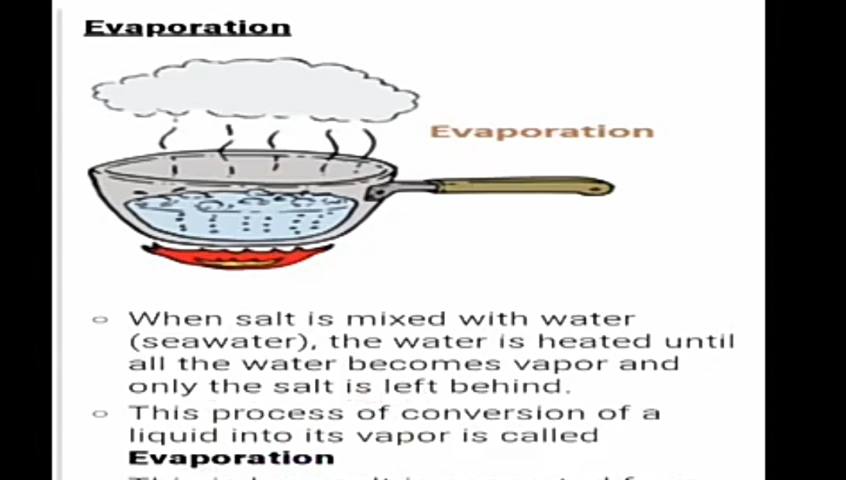 Evaporation
Evaporation
When salt is mixed with water
(seawater), the water is heated until
all the water becomes vapor and
only the salt is left behind.
This process of conversion of a
liquid into its vapor is called
Evaporation